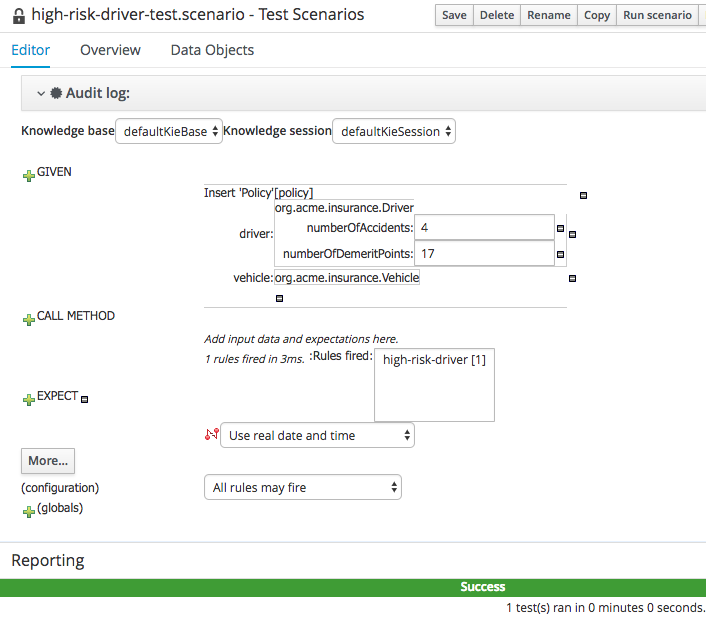 high-risk-driver-test.scenario - Test Scenarios
Save Delete Rename Copy Run scenario
Editor Overview Data Objects
Audit log:
Knowledge base defaultKieBase Knowledge session defaultKieSession
GIVEN
Insert 'Policy'[policy]
org.acme.insurance.Driver
driver: numberOfAccidents: 4
numberOfDemeritPoints: 17
vehicle: org.acme.insurance.Vehicle
CALL METHOD
Add input data and expectations here.
1 rules fired in 3ms. :Rules fired: high-risk-driver [1]
EXPECT
Use real date and time
More...
(configuration) All rules may fire
(globals)
Reporting
Success
1 test(s) ran in 0 minutes 0 seconds.